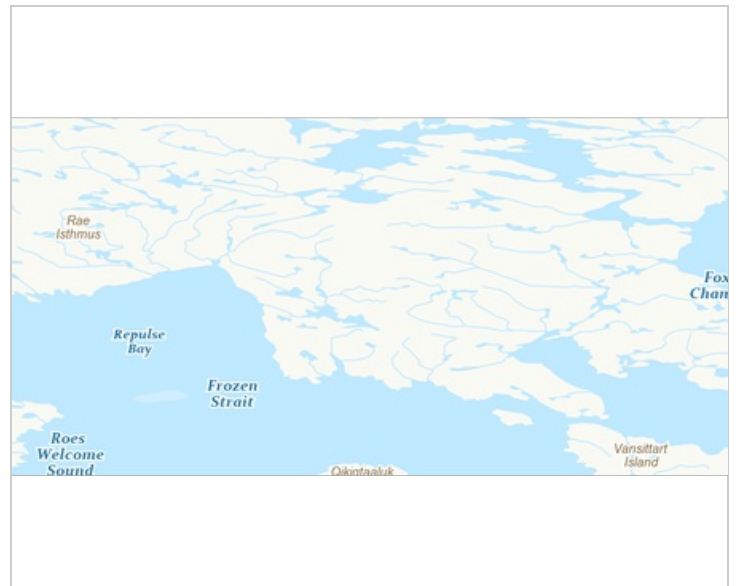 Rae
Isthmus
Fox
Chan
Repulse
Bay
Frozen
Strait
Roes
Welcome
Sound
Vansittart
Island
Qikiqtaaluk